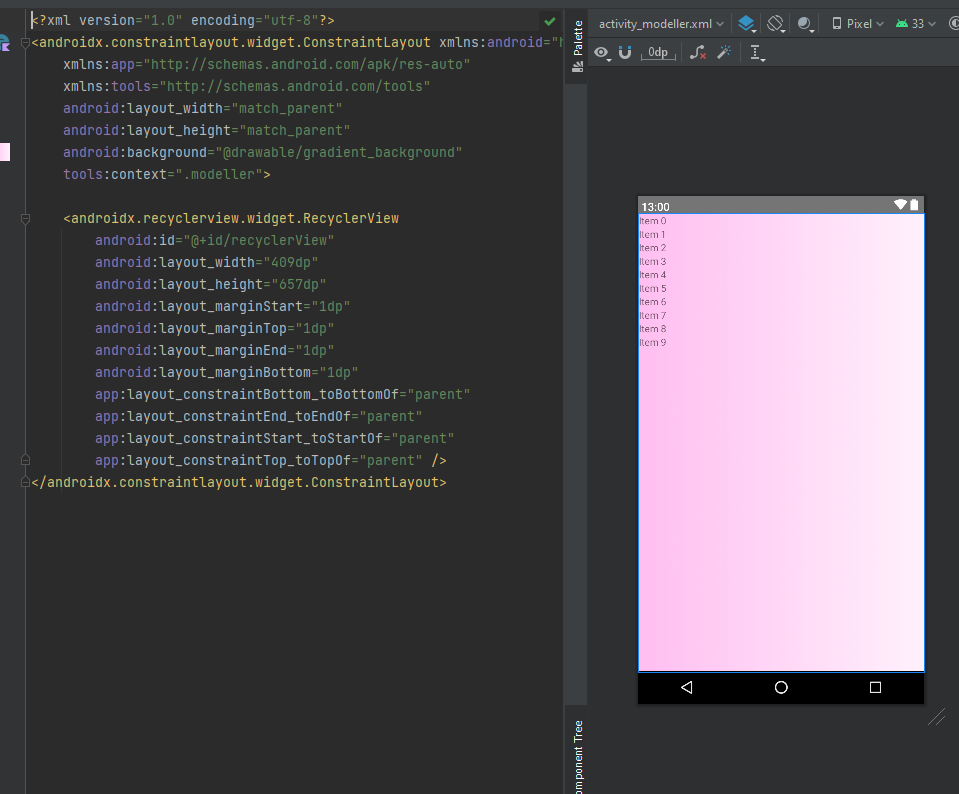 <?xml version="1.0" encoding="utf-8"?>
<androidx.constraintlayout.widget.ConstraintLayout xmlns:android="h
xmlns:app="http://schemas.android.com/apk/res-auto"
xmlns:tools="http://schemas.android.com/tools"
android:layout_width="match_parent"
android:layout_height="match_parent"
android:background="@drawable/gradient_background"
tools:context=".modeller">
<androidx.recyclerview.widget.RecyclerView
android:id="@+id/recyclerView"
android:layout_width="409dp"
android:layout_height="657dp"
android:layout_marginStart="1dp"
android:layout_marginTop="1dp"
android:layout_marginEnd="1dp"
android:layout_marginBottom="1dp"
app:layout_constraintBottom_toBottomOf="parent"
app:layout_constraintEnd_toEndOf="parent"
app:layout_constraintStart_toStartOf="parent"
app:layout_constraintTop_toTopOf="parent" />
</androidx.constraintlayout.widget.ConstraintLayout>
Palette
omponent Tree
activity_modeller.xml
Pixel
33
0dp
13:00
Item 0
Item 1
Item 2
Item 3
Item 4
Item 5
Item 6
Item 7
Item 8
Item 9